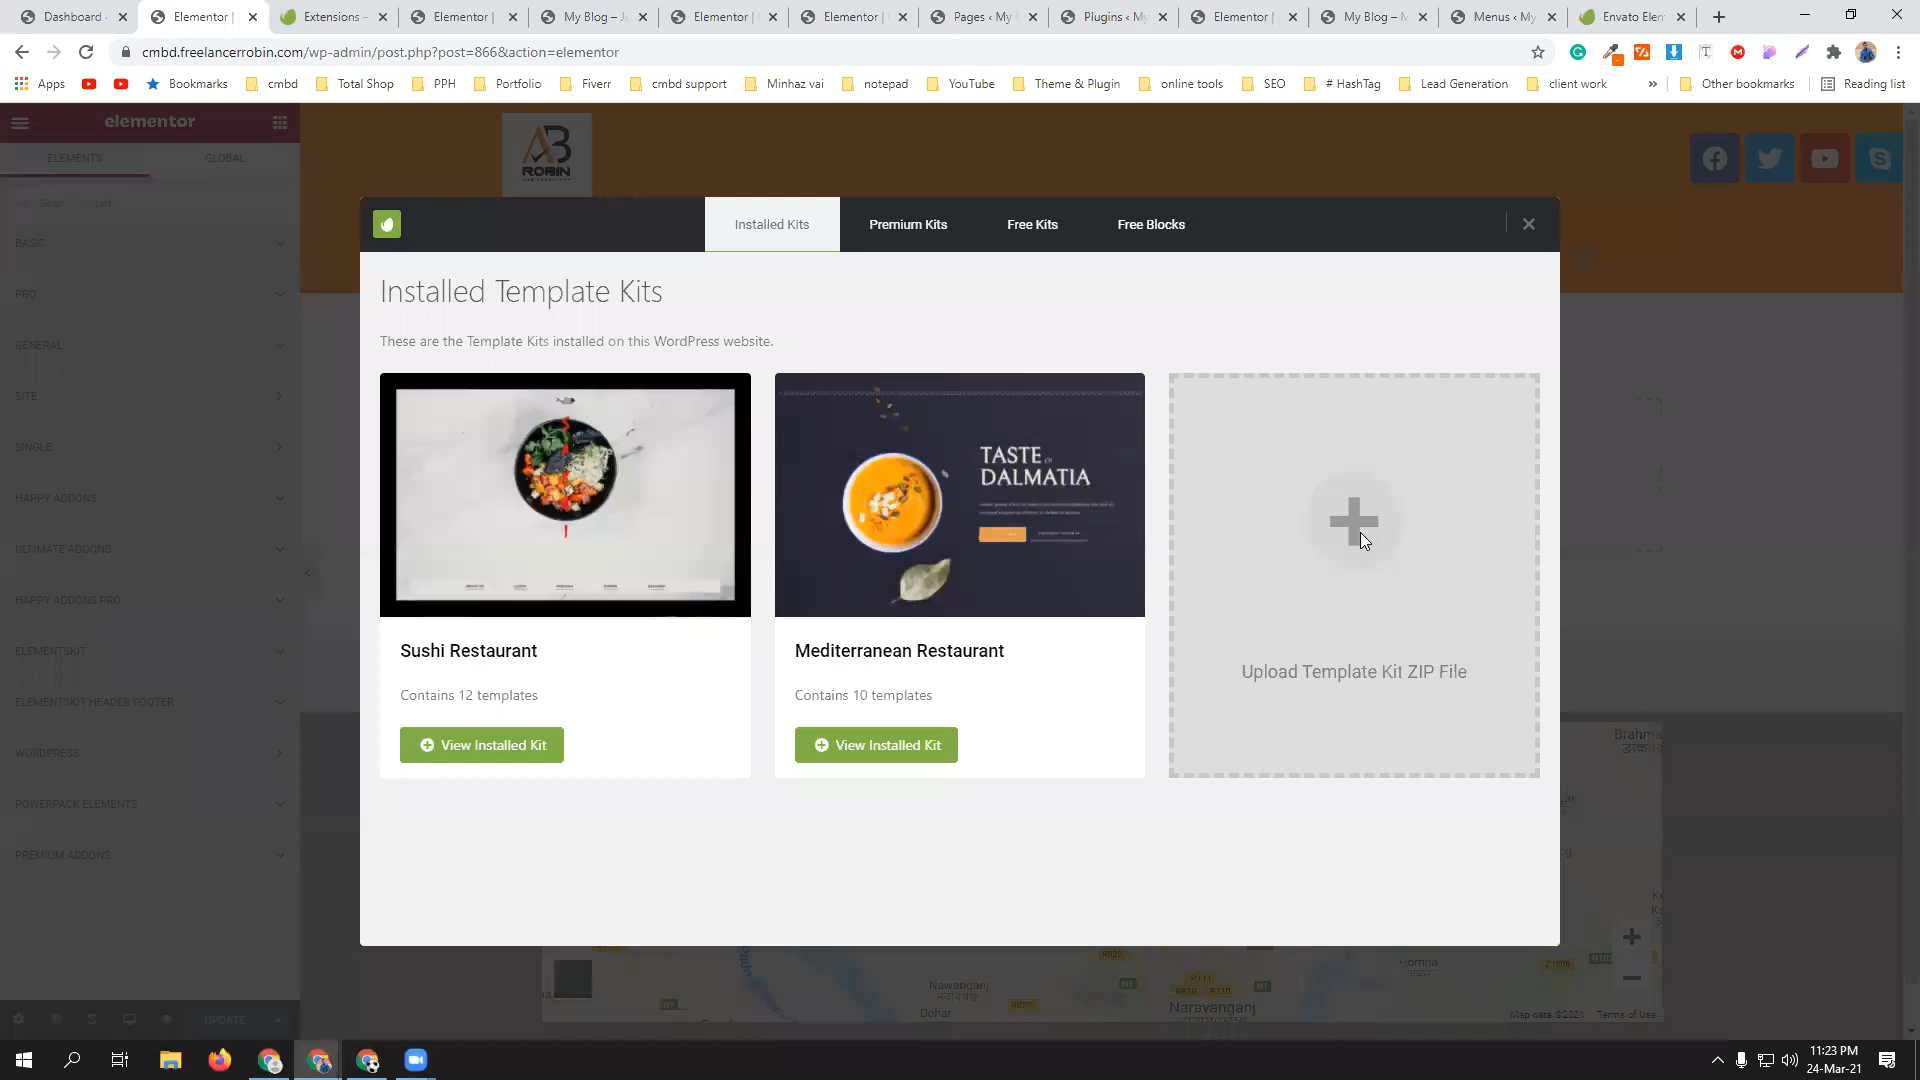 Dashboard
Elementor |
Extensions –
Elementor |
My Blog – J
Elementor |
Elementor |
Pages ‹ My
Plugins ‹ My
Elementor |
My Blog –
Menus ‹ My
Envato Elem
cmbd.freelancerrobin.com/wp-admin/post.php?post=866&action=elementor
Apps
Bookmarks
cmbd
Total Shop
PPH
Portfolio
Fiverr
cmbd support
Minhaz vai
notepad
YouTube
Theme & Plugin
online tools
SEO
# HashTag
Lead Generation
client work
»
Other bookmarks
Reading list
elementor
ELEMENTS
GLOBAL
BASIC
PRO
GENERAL
SITE
SINGLE
HAPPY ADDONS
ULTIMATE ADDONS
HAPPY ADDONS PRO
ELEMENTSKIT
ELEMENTSKIT HEADER FOOTER
WORDPRESS
POWERPACK ELEMENTS
PREMIUM ADDONS
UPDATE
ROBIN
Installed Kits
Premium Kits
Free Kits
Free Blocks
Installed Template Kits
These are the Template Kits installed on this WordPress website.
TASTE OF
DALMATIA
Sushi Restaurant
Contains 12 templates
View Installed Kit
Mediterranean Restaurant
Contains 10 templates
View Installed Kit
Upload Template Kit ZIP File
Nawabganj
নবাবগঞ্জ
Dohar
Narayanganj
নারায়ণগঞ্জ
Homna
Map data ©2021
Terms of Use
11:23 PM
24-Mar-21